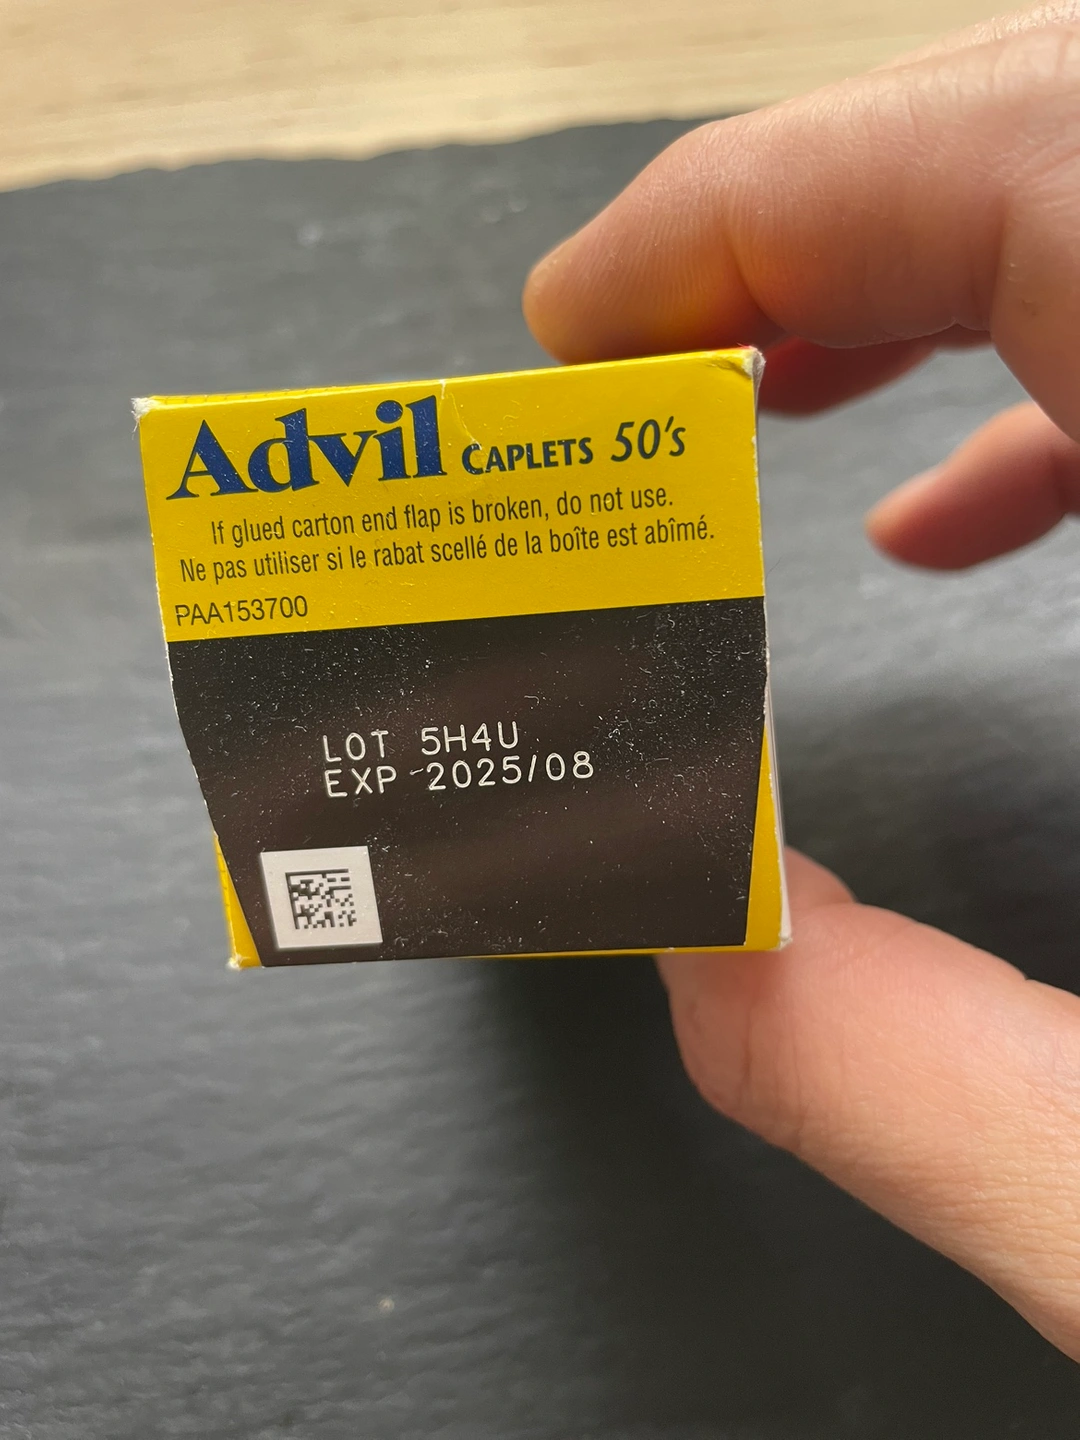 Advil CAPLETS 50's
If glued carton end flap is broken, do not use.
Ne pas utiliser si le rabat scellé de la boîte est abîmé.
PAA153700
LOT 5H4U
EXP 2025/08